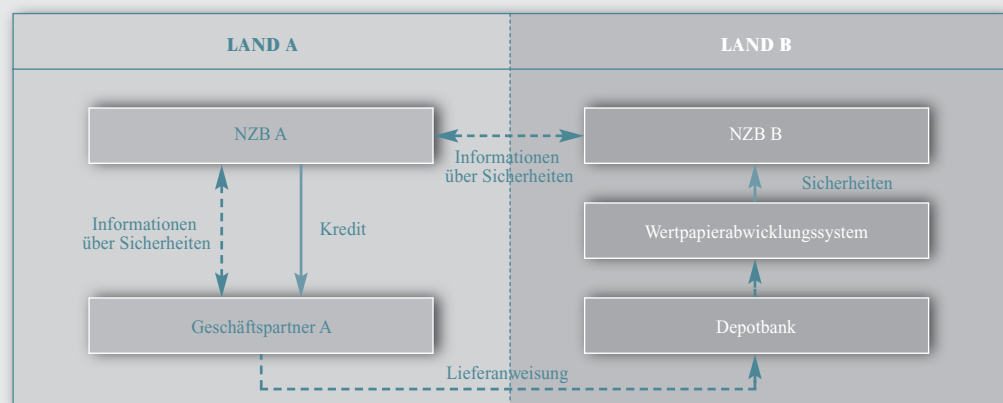 LAND A
LAND B
NZB A
NZB B
Informationen
über Sicherheiten
Sicherheiten
Informationen
über Sicherheiten
Kredit
Wertpapierabwicklungssystem
Geschäftspartner A
Depotbank
Lieferanweisung